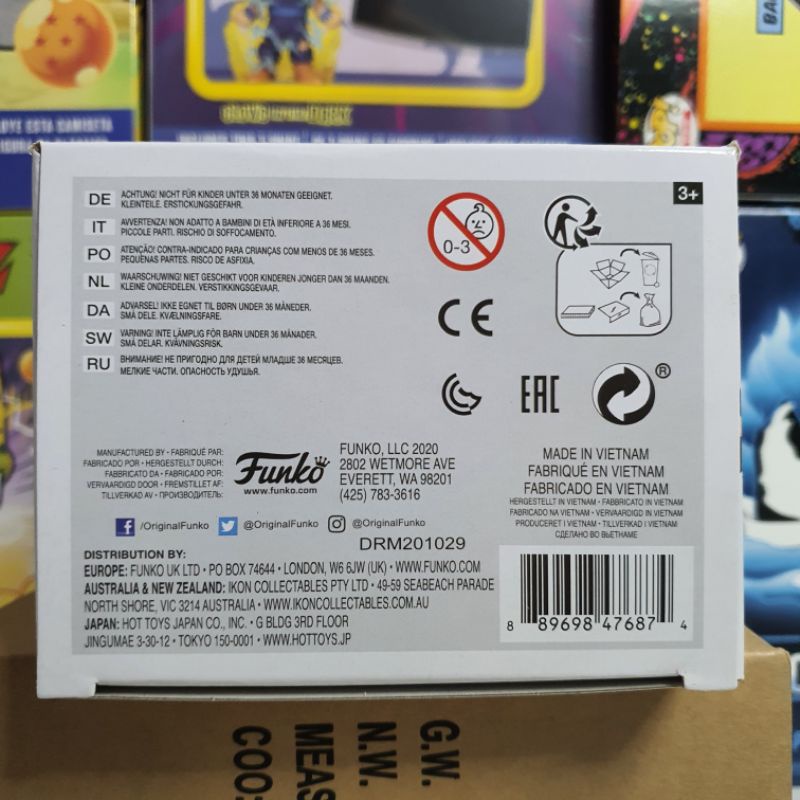 UYE ESTA CAMISETA
BA
DE ACHTUNG! NICHT FÜR KINDER UNTER 36 MONATEN GEEIGNET.
KLEINTEILE. ERSTICKUNGSGEFAHR.
IT AVVERTENZA! NON ADATTO A BAMBINI DI ETÀ INFERIORE A 36 MESI.
PICCOLE PARTI. RISCHIO DI SOFFOCAMENTO.
PO ATENÇÃO! CONTRA-INDICADO PARA CRIANÇAS COM MENOS DE 36 MESES.
PEQUENAS PARTES. RISCO DE ASFIXIA.
NL WAARSCHUWING! NIET GESCHIKT VOOR KINDEREN JONGER DAN 36 MAANDEN.
KLEINE ONDERDELEN. VERSTIKKINGSGEVAAR.
DA ADVARSEL! IKKE EGNET TIL BØRN UNDER 36 MÅNEDER.
SMÅ DELE. KVÆLNINGSFARE.
SW VARNING! INTE LÄMPLIG FÖR BARN UNDER 36 MÅNADER.
SMÅ DELAR. KVÄVNINGSRISK.
RU ВНИМАНИЕ! НЕ ПРИГОДНО ДЛЯ ДЕТЕЙ МЛАДШЕ 36 МЕСЯЦЕВ.
МЕЛКИЕ ЧАСТИ. ОПАСНОСТЬ УДУШЬЯ.
0-3
3+
CE
EAC
®
MANUFACTURED BY • FABRIQUÉ PAR:
FABRICADO POR • HERGESTELLT DURCH:
FABBRICATO DA • FABRICADO POR:
VERVAARDIGD DOOR • FREMSTILLET AF:
TILLVERKAD AV • ПРОИЗВОДИТЕЛЬ:
Funko
www.funko.com
FUNKO, LLC 2020
2802 WETMORE AVE
EVERETT, WA 98201
(425) 783-3616
MADE IN VIETNAM
FABRIQUÉ EN VIETNAM
FABRICADO EN VIETNAM
HERGESTELLT IN VIETNAM • FABBRICATO IN VIETNAM
FABRICADO NA VIETNAM • VERVAARDIGD IN VIETNAM
PRODUCERET I VIETNAM • TILLVERKAD I VIETNAM
СДЕЛАНО ВО ВЬЕТНАМЕ
/OriginalFunko @OriginalFunko @OriginalFunko
DRM201029
DISTRIBUTION BY:
EUROPE: FUNKO UK LTD • PO BOX 74644 • LONDON, W6 6JW (UK) • WWW.FUNKO.COM
AUSTRALIA & NEW ZEALAND: IKON COLLECTABLES PTY LTD • 49-59 SEABEACH PARADE
NORTH SHORE, VIC 3214 AUSTRALIA • WWW.IKONCOLLECTABLES.COM.AU
JAPAN: HOT TOYS JAPAN CO., INC. • G BLDG 3RD FLOOR
JINGUMAE 3-30-12 • TOKYO 150-0001 • WWW.HOTTOYS.JP
8 89698 47687 4
G.W.
N.W.
MEAS
COO: